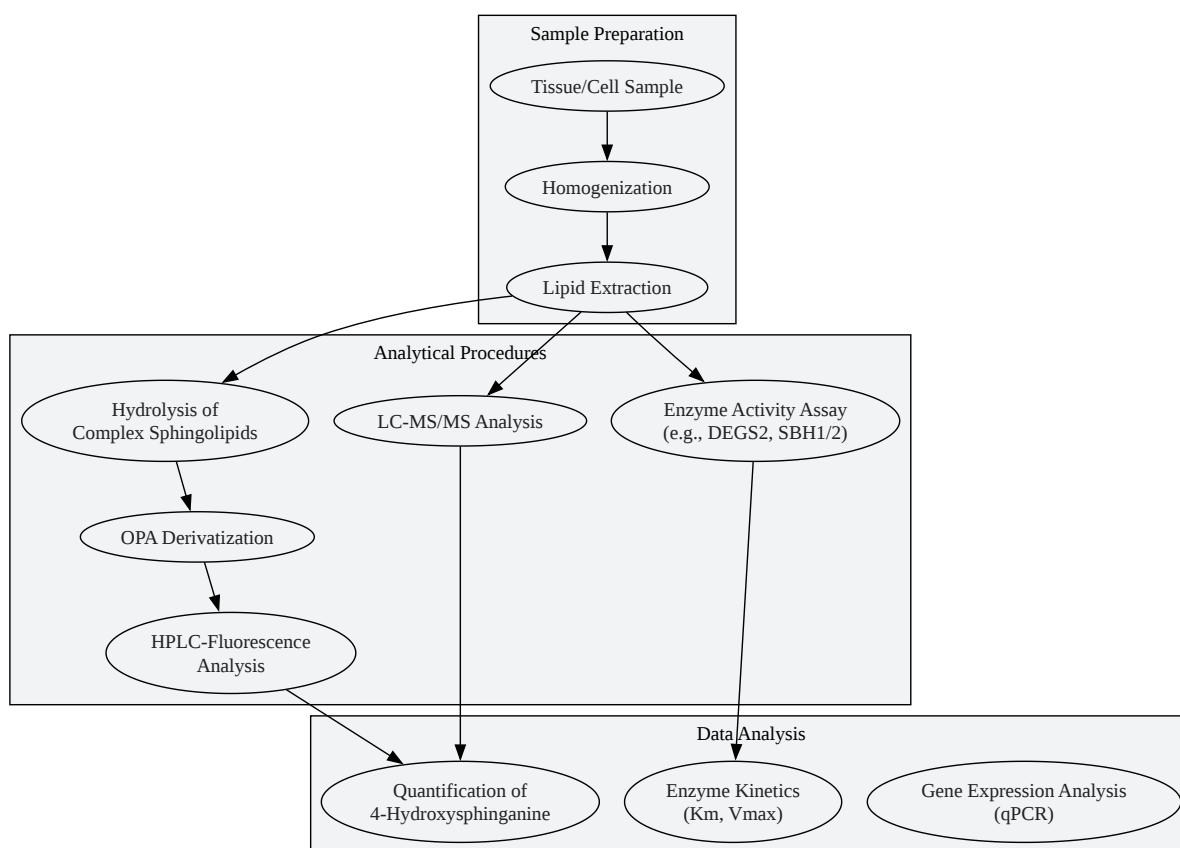 Sample Preparation
Tissue/Cell Sample
Homogenization
Lipid Extraction
Analytical Procedures
Hydrolysis of
Complex Sphingolipids
LC-MS/MS Analysis
Enzyme Activity Assay
(e.g., DEGS2, SBH1/2)
OPA Derivatization
HPLC-Fluorescence
Analysis
Data Analysis
Quantification of
4-Hydroxysphinganine
Enzyme Kinetics
(Km, Vmax)
Gene Expression Analysis
(qPCR)